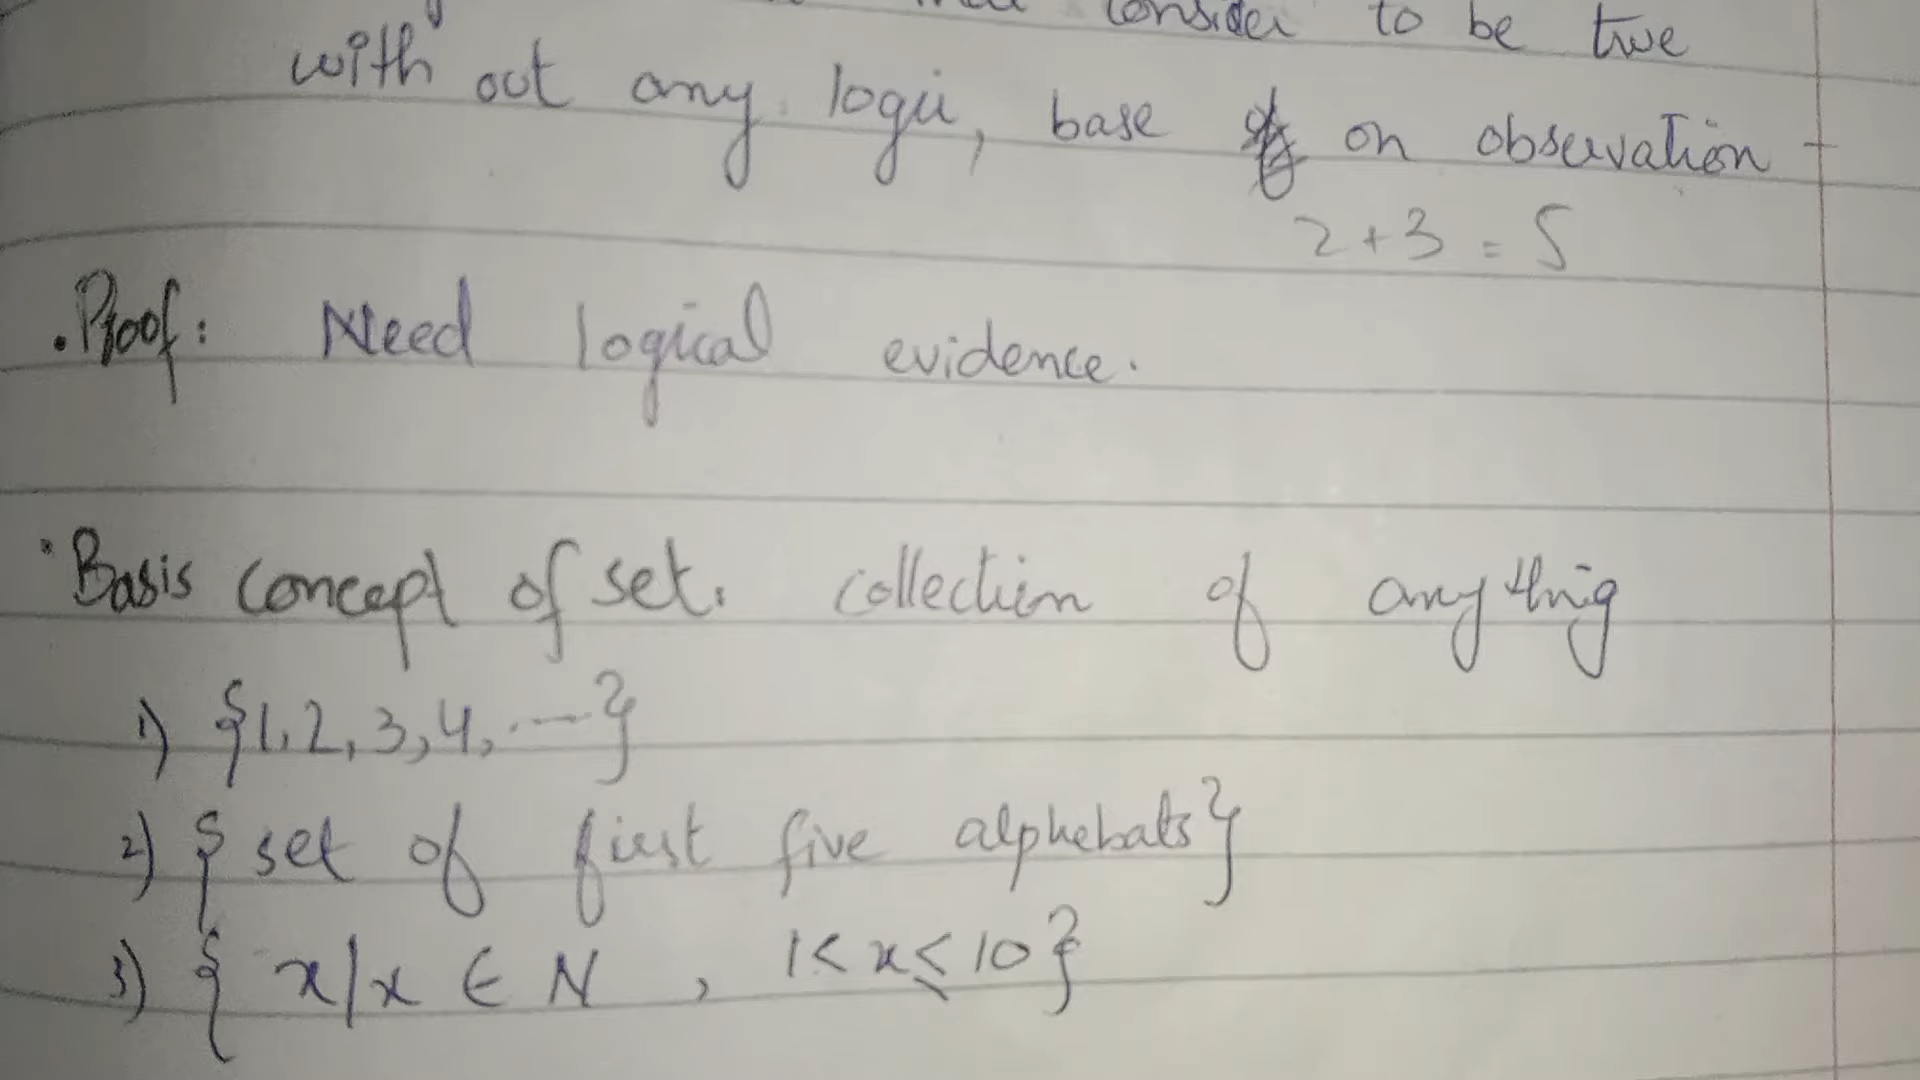 consider to be true
with out any logic, base on observation
2+3 = 5
. Proof: Need logical evidence.
• Basis concept of set. collection of any thing
1) {1,2,3,4,...}
2) {set of first five alphebats}
3) {x/x ∈ N , 1<x≤10}